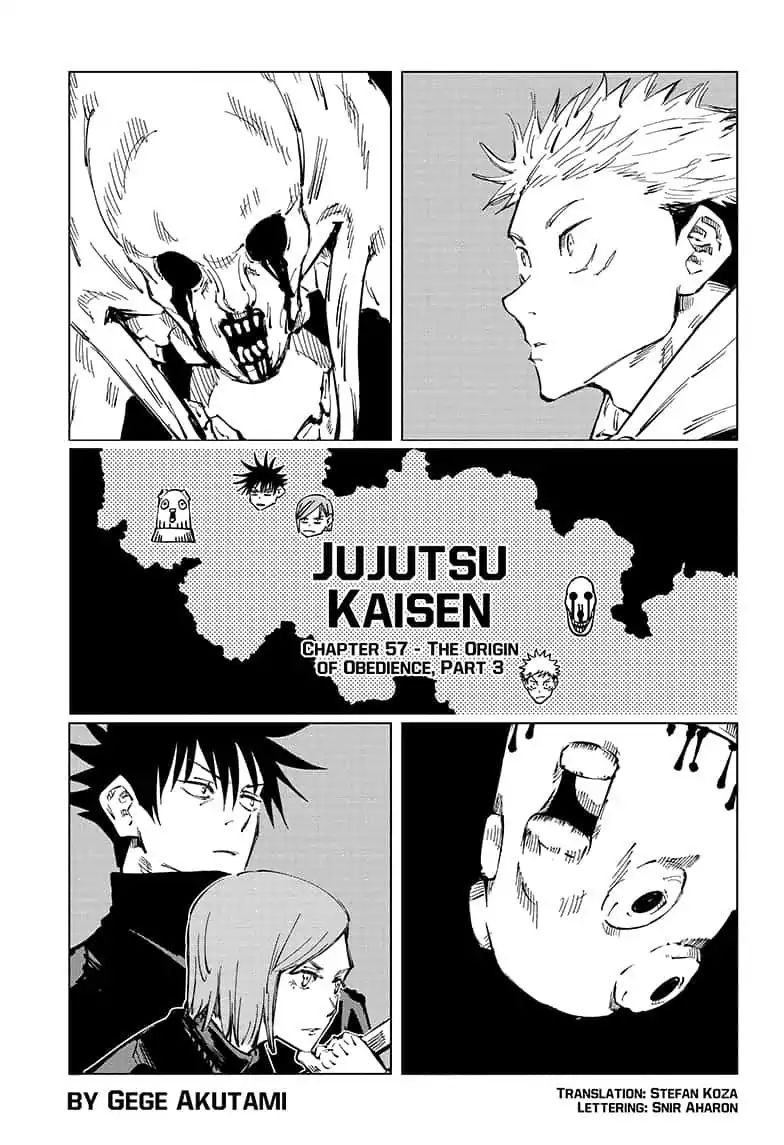 Jujutsu
Kaisen
Chapter 57 - The Origin
of Obedience, Part 3
by Gege Akutami
Translation: Stefan Koza
Lettering: Snir Aharon